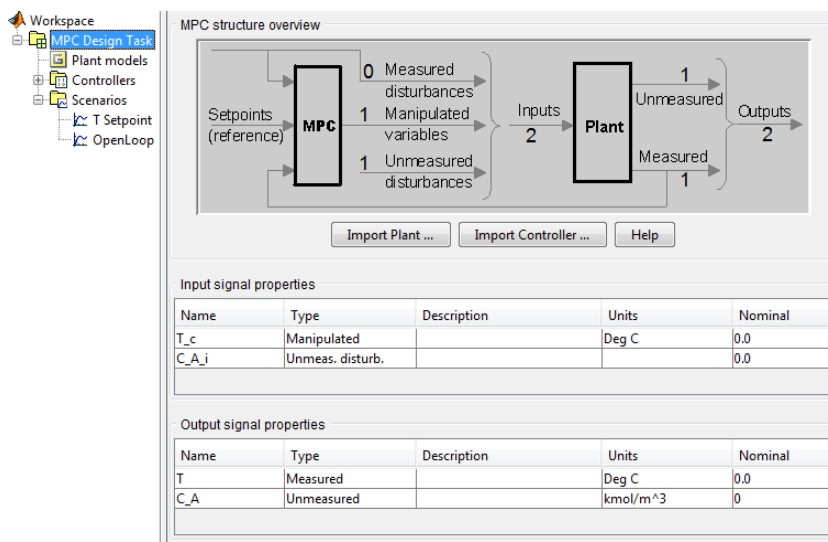 Workspace
MPC Design Task
Plant models
Controllers
Scenarios
T Setpoint
OpenLoop
MPC structure overview
0 Measured
disturbances
Setpoints
(reference)
MPC
1 Manipulated
variables
1 Unmeasured
disturbances
Inputs
2
Plant
1
Unmeasured
Measured
1
Outputs
2
Import Plant ... Import Controller ... Help
Input signal properties
Name Type Description Units Nominal
T_c Manipulated Deg C 0.0
C_A_i Unmeas. disturb. 0.0
Output signal properties
Name Type Description Units Nominal
T Measured Deg C 0.0
C_A Unmeasured kmol/m^3 0